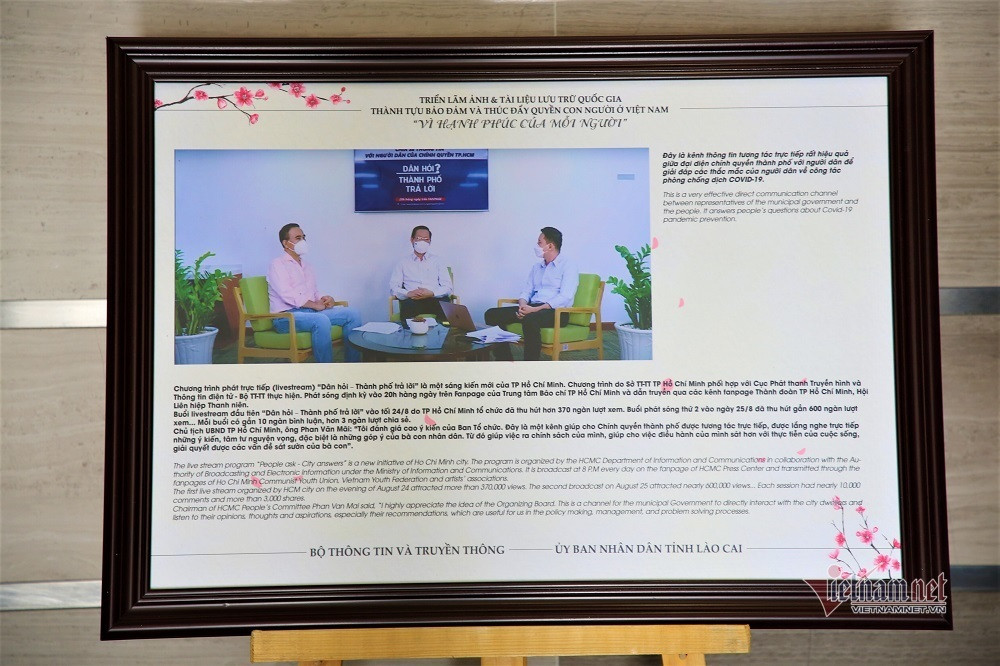 TRIỂN LÃM ẢNH & TÀI LIỆU LƯU TRỮ QUỐC GIA
THÀNH TỰU BẢO ĐẢM VÀ THÚC ĐẨY QUYỀN CON NGƯỜI Ở VIỆT NAM
“VÌ HẠNH PHÚC CỦA MỖI NGƯỜI”
VỚI NGƯỜI DÂN CỦA CHÍNH QUYỀN TP.HCM
DÂN HỎI?
THÀNH PHỐ
TRẢ LỜI
Đây là kênh thông tin tương tác trực tiếp rất hiệu quả
giữa đại diện chính quyền thành phố với người dân để
giải đáp các thắc mắc của người dân về công tác
phòng chống dịch COVID-19.
This is a very effective direct communication channel
between representatives of the municipal government and
the people. It answers people's questions about Covid-19
pandemic prevention.
Chương trình phát trực tiếp (livestream) “Dân hỏi – Thành phố trả lời” là một sáng kiến mới của TP Hồ Chí Minh. Chương trình do Sở TT-TT TP Hồ Chí Minh phối hợp với Cục Phát thanh Truyền hình và
Thông tin điện tử - Bộ TT-TT thực hiện. Phát sóng định kỳ vào 20h hàng ngày trên Fanpage của Trung tâm Báo chí TP Hồ Chí Minh và dẫn truyền qua các kênh fanpage Thành đoàn TP Hồ Chí Minh, Hội
Liên hiệp Thanh niên.
Buổi livestream đầu tiên “Dân hỏi - Thành phố trả lời” vào tối 24/8 do TP Hồ Chí Minh tổ chức đã thu hút hơn 370 ngàn lượt xem. Buổi phát sóng thứ 2 vào ngày 25/8 đã thu hút gần 600 ngàn lượt
xem... Mỗi buổi có gần 10 ngàn bình luận, hơn 3 ngàn lượt chia sẻ.
Chủ tịch UBND TP Hồ Chí Minh, ông Phan Văn Mãi: “Tôi đánh giá cao ý kiến của Ban Tổ chức. Đây là một kênh giúp cho Chính quyền thành phố được tương tác trực tiếp, được lắng nghe trực tiếp
những ý kiến, tâm tư nguyện vọng, đặc biệt là những góp ý của bà con nhân dân. Từ đó giúp việc ra chính sách của mình, giúp cho việc điều hành của mình sát hơn với thực tiễn của cuộc sống,
giải quyết được các vấn đề sát sườn của bà con”.
The live stream program “People ask - City answers” is a new initiative of Ho Chi Minh city. The program is organized by the HCMC Department of Information and Communications in collaboration with the Au-
thority of Broadcasting and Electronic Information under the Ministry of Information and Communications. It is broadcast at 8 P.M every day on the fanpage of HCMC Press Center and transmitted through the
fanpages of Ho Chi Minh Communist Youth Union, Vietnam Youth Federation and artists' associations.
The first live stream organized by HCM city on the evening of August 24 attracted more than 370,000 views. The second broadcast on August 25 attracted nearly 600,000 views... Each session had nearly 10,000
comments and more than 3,000 shares.
Chairman of HCMC People's Committee Phan Van Mai said, “I highly appreciate the idea of the Organizing Board. This is a channel for the municipal Government to directly interact with the city dwellers and
listen to their opinions, thoughts and aspirations, especially their recommendations, which are useful for us in the policy making, management, and problem solving processes.
BỘ THÔNG TIN VÀ TRUYỀN THÔNG
ỦY BAN NHÂN DÂN TỈNH LÀO CAI
Vietnam.net
VIETNAMNET.VN